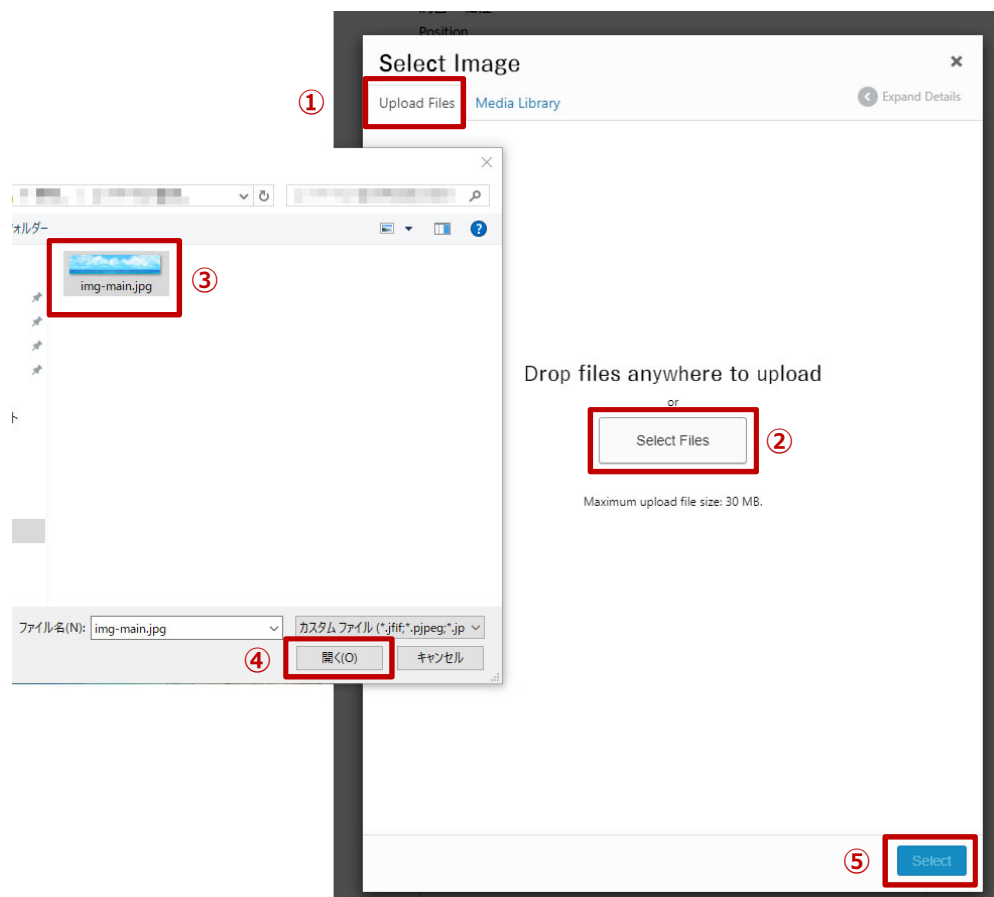 Position
Select Image
①
Upload Files
Media Library
Expand Details
ォルダー
img-main.jpg
③
ト
Drop files anywhere to upload
or
Select Files
②
Maximum upload file size: 30 MB.
ファイル名(N):
img-main.jpg
カスタム ファイル (*.jfif;*.pjpeg;*.jp
④
開く(O)
キャンセル
⑤
Select